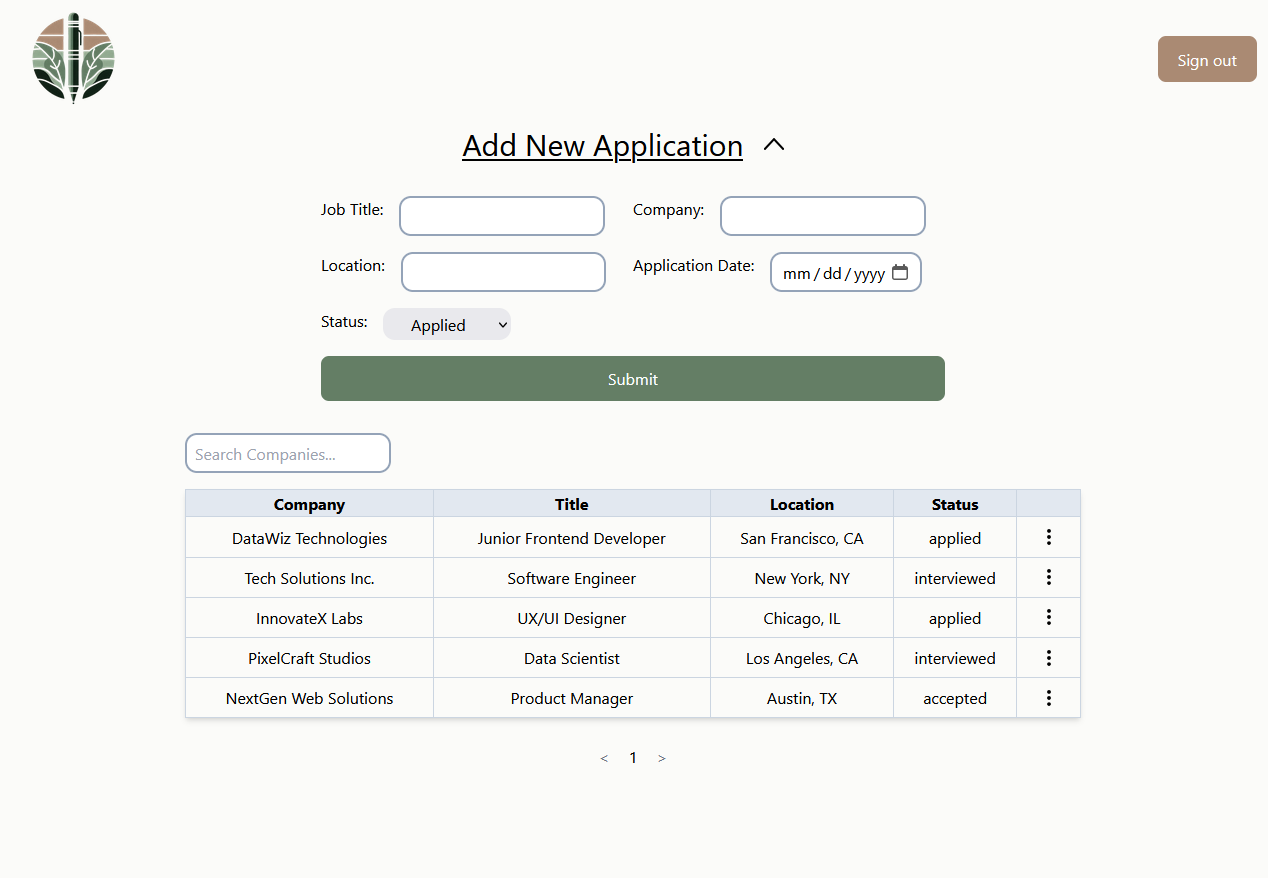 Sign out
Add New Application
Job Title: Company:
Location: Application Date: mm/dd/yyyy
Status: Applied
Submit
Search Companies...
Company Title Location Status
DataWiz Technologies Junior Frontend Developer San Francisco, CA applied
Tech Solutions Inc. Software Engineer New York, NY interviewed
InnovateX Labs UX/UI Designer Chicago, IL applied
PixelCraft Studios Data Scientist Los Angeles, CA interviewed
NextGen Web Solutions Product Manager Austin, TX accepted
< 1 >